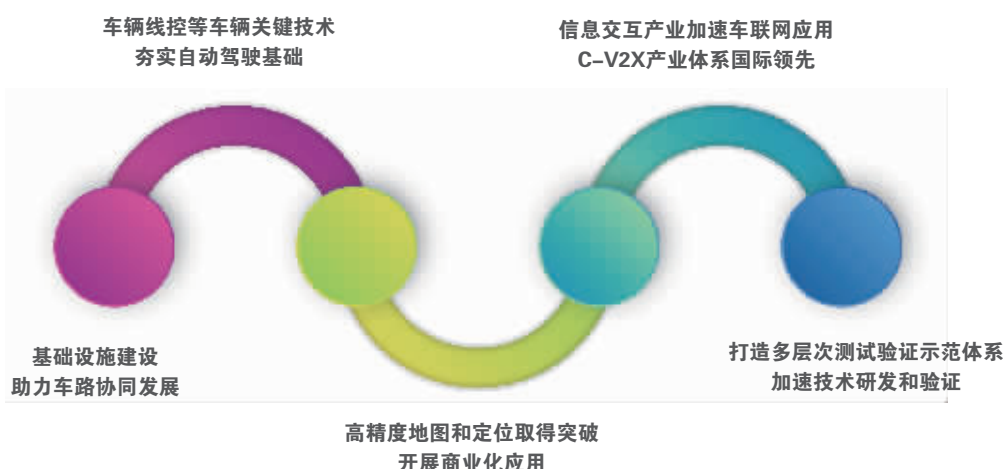 车辆线控等车辆关键技术
夯实自动驾驶基础
信息交互产业加速车联网应用
C-V2X产业体系国际领先
基础设施建设
助力车路协同发展
打造多层次测试验证示范体系
加速技术研发和验证
高精度地图和定位取得突破
开展商业化应用